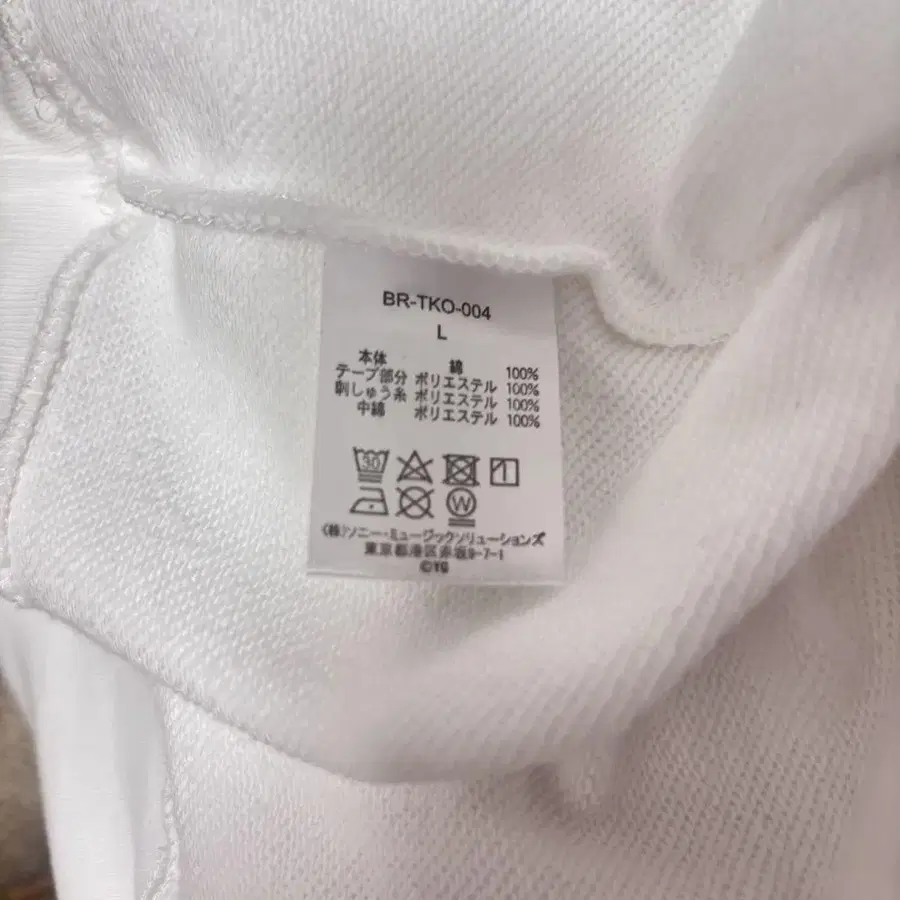 BR-TKO-004
L
本体 綿 100%
テープ部分 ポリエステル 100%
刺しゅう糸 ポリエステル 100%
中綿 ポリエステル 100%
30
W
(株)ソニー・ミュージックソリューションズ
東京都港区赤坂9-7-1
©YG